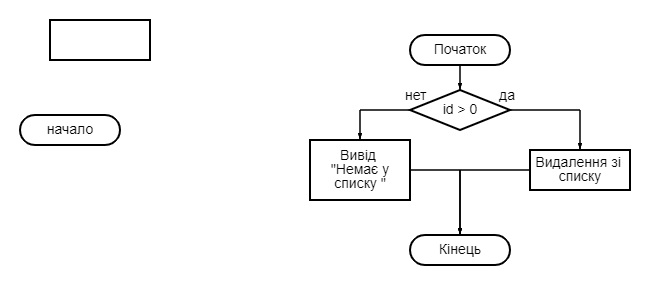 Початок
нет
да
id > 0
начало
Вивід
"Немає у
списку "
Видалення зі
списку
Кінець